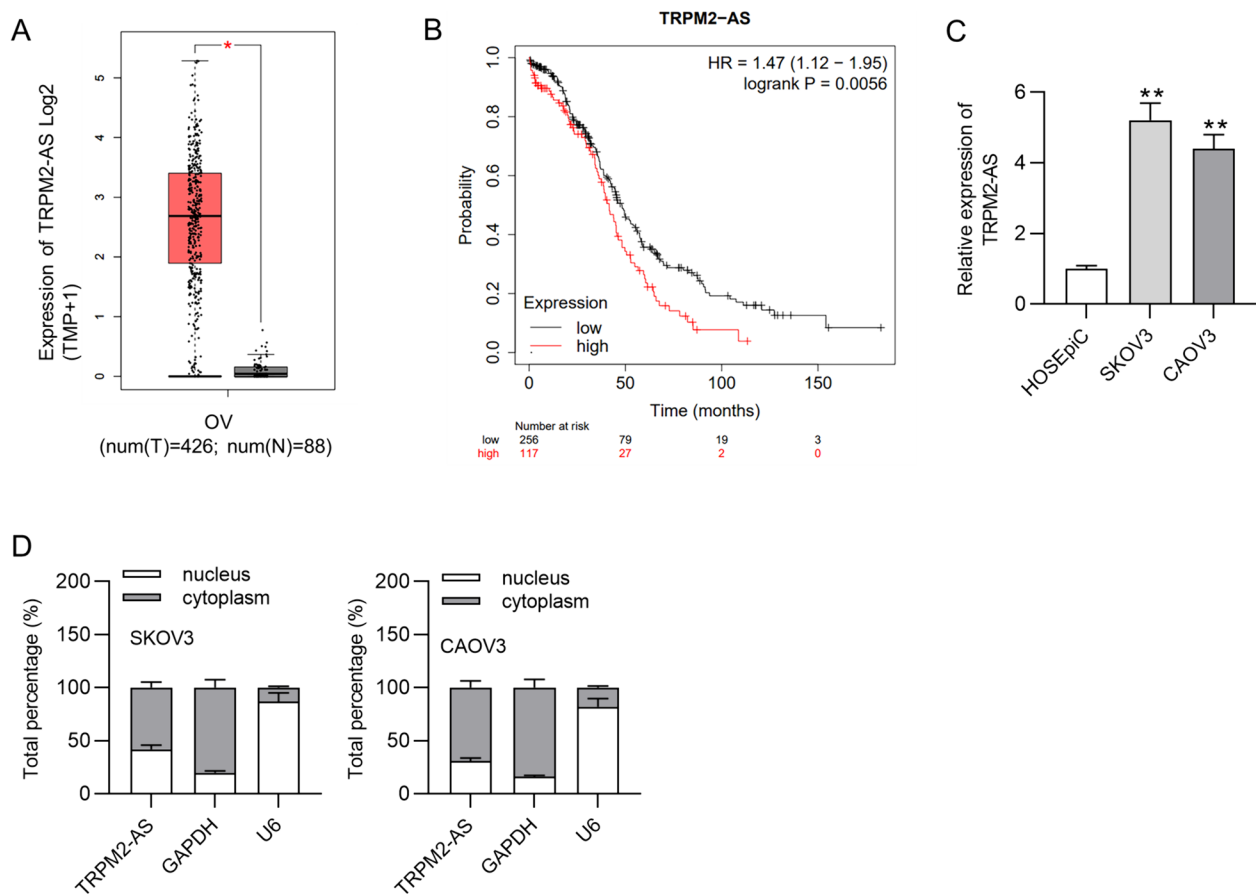 A
Expression of TRPM2-AS Log2
(TMP+1)
5
4
3
2
1
0
*
OV
(num(T)=426; num(N)=88)
B
TRPM2−AS
HR = 1.47 (1.12 − 1.95)
logrank P = 0.0056
Probability
1.0
0.8
0.6
0.4
0.2
0.0
Expression
low
high
0
50
100
150
Time (months)
Number at risk
low 256 79 19 3
high 117 27 2 0
C
Relative expression of
TRPM2-AS
6
4
2
0
**
**
HOSEpiC
SKOV3
CAOV3
D
nucleus
cytoplasm
SKOV3
Total percentage (%)
200
150
100
50
0
TRPM2-AS
GAPDH
U6
nucleus
cytoplasm
CAOV3
Total percentage (%)
200
150
100
50
0
TRPM2-AS
GAPDH
U6